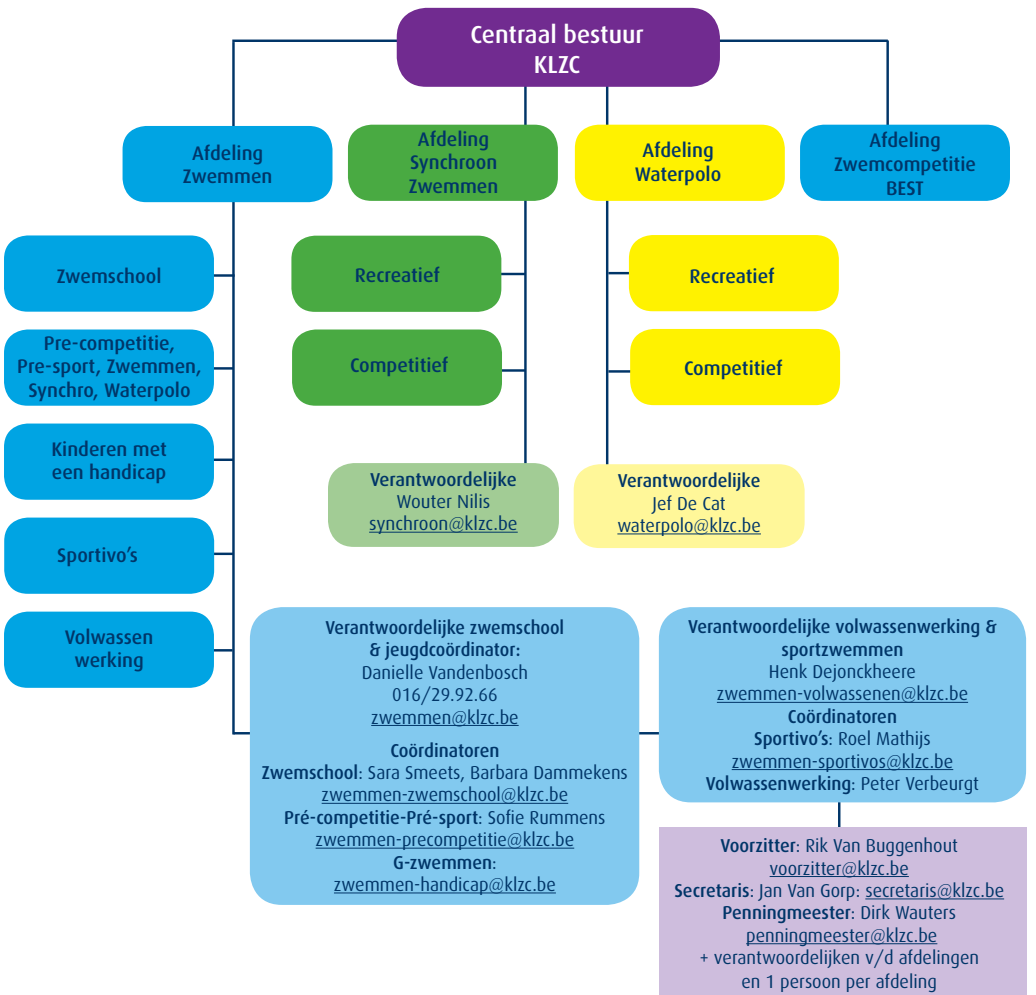 Centraal bestuur
KLZC
Afdeling
Zwemmen
Afdeling
Synchroon
Zwemmen
Afdeling
Waterpolo
Afdeling
Zwemcompetitie
BEST
Zwemschool
Pre-competitie,
Pre-sport, Zwemmen,
Synchro, Waterpolo
Kinderen met
een handicap
Sportivo's
Volwassen
werking
Recreatief
Competitief
Verantwoordelijke
Wouter Nilis
synchroon@klzc.be
Recreatief
Competitief
Verantwoordelijke
Jef De Cat
waterpolo@klzc.be
Verantwoordelijke zwemschool
& jeugdcoördinator:
Danielle Vandenbosch
016/29.92.66
zwemmen@klzc.be
Coördinatoren
Zwemschool: Sara Smeets, Barbara Dammekens
zwemmen-zwemschool@klzc.be
Pré-competitie-Pré-sport: Sofie Rummens
zwemmen-precompetitie@klzc.be
G-zwemmen:
zwemmen-handicap@klzc.be
Verantwoordelijke volwassenwerking &
sportzwemmen
Henk Dejonckheere
zwemmen-volwassenen@klzc.be
Coördinatoren
Sportivo's: Roel Mathijs
zwemmen-sportivos@klzc.be
Volwassenwerking: Peter Verbeurgt
Voorzitter: Rik Van Buggenhout
voorzitter@klzc.be
Secretaris: Jan Van Gorp: secretaris@klzc.be
Penningmeester: Dirk Wauters
penningmeester@klzc.be
+ verantwoordelijken v/d afdelingen
en 1 persoon per afdeling